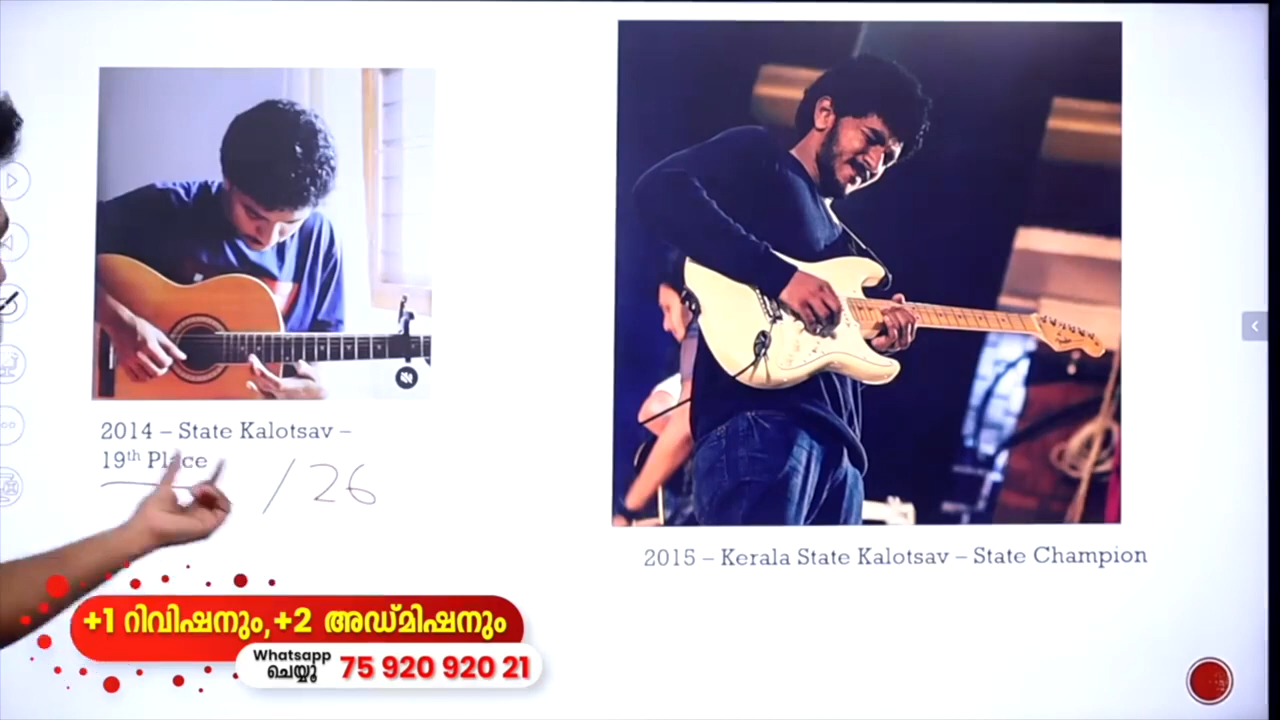 2014 – State Kalotsav –
19th Place
/ 26
2015 – Kerala State Kalotsav – State Champion
+1 റിവിഷനും, +2 അഡ്മിഷനും
Whatsapp
ചെയ്യൂ
75 920 920 21